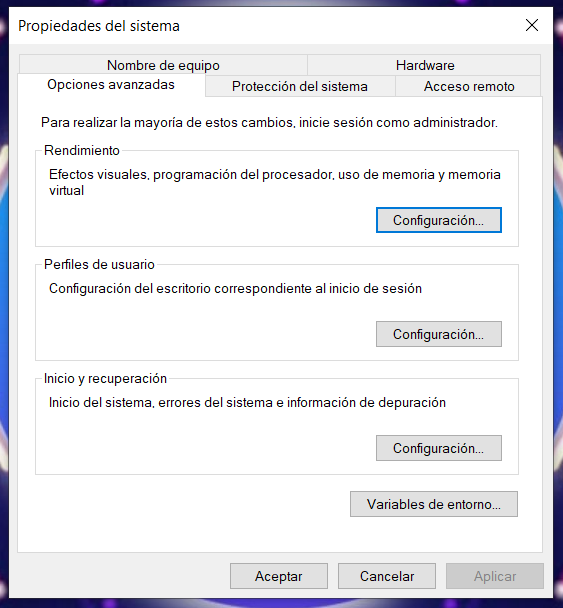 Propiedades del sistema
Nombre de equipo
Hardware
Opciones avanzadas
Protección del sistema
Acceso remoto
Para realizar la mayoría de estos cambios, inicie sesión como administrador.
Rendimiento
Efectos visuales, programación del procesador, uso de memoria y memoria
virtual
Configuración...
Perfiles de usuario
Configuración del escritorio correspondiente al inicio de sesión
Configuración...
Inicio y recuperación
Inicio del sistema, errores del sistema e información de depuración
Configuración...
Variables de entorno...
Aceptar
Cancelar
Aplicar